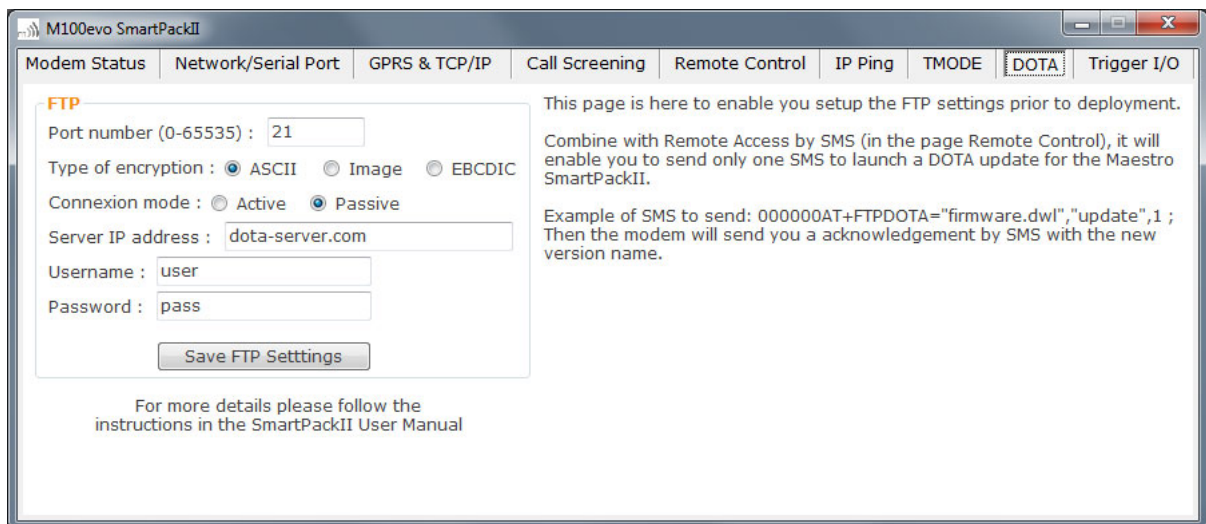 M100evo SmartPackII
Modem Status
Network/Serial Port
GPRS & TCP/IP
Call Screening
Remote Control
IP Ping
TMODE
DOTA
Trigger I/O
FTP
Port number (0-65535) : 21
Type of encryption : ASCII Image EBCDIC
Connexion mode : Active Passive
Server IP address : dota-server.com
Username : user
Password : pass
Save FTP Setttings
For more details please follow the
instructions in the SmartPackII User Manual
This page is here to enable you setup the FTP settings prior to deployment.
Combine with Remote Access by SMS (in the page Remote Control), it will
enable you to send only one SMS to launch a DOTA update for the Maestro
SmartPackII.
Example of SMS to send: 000000AT+FTPDOTA="firmware.dwl","update",1 ;
Then the modem will send you a acknowledgement by SMS with the new
version name.